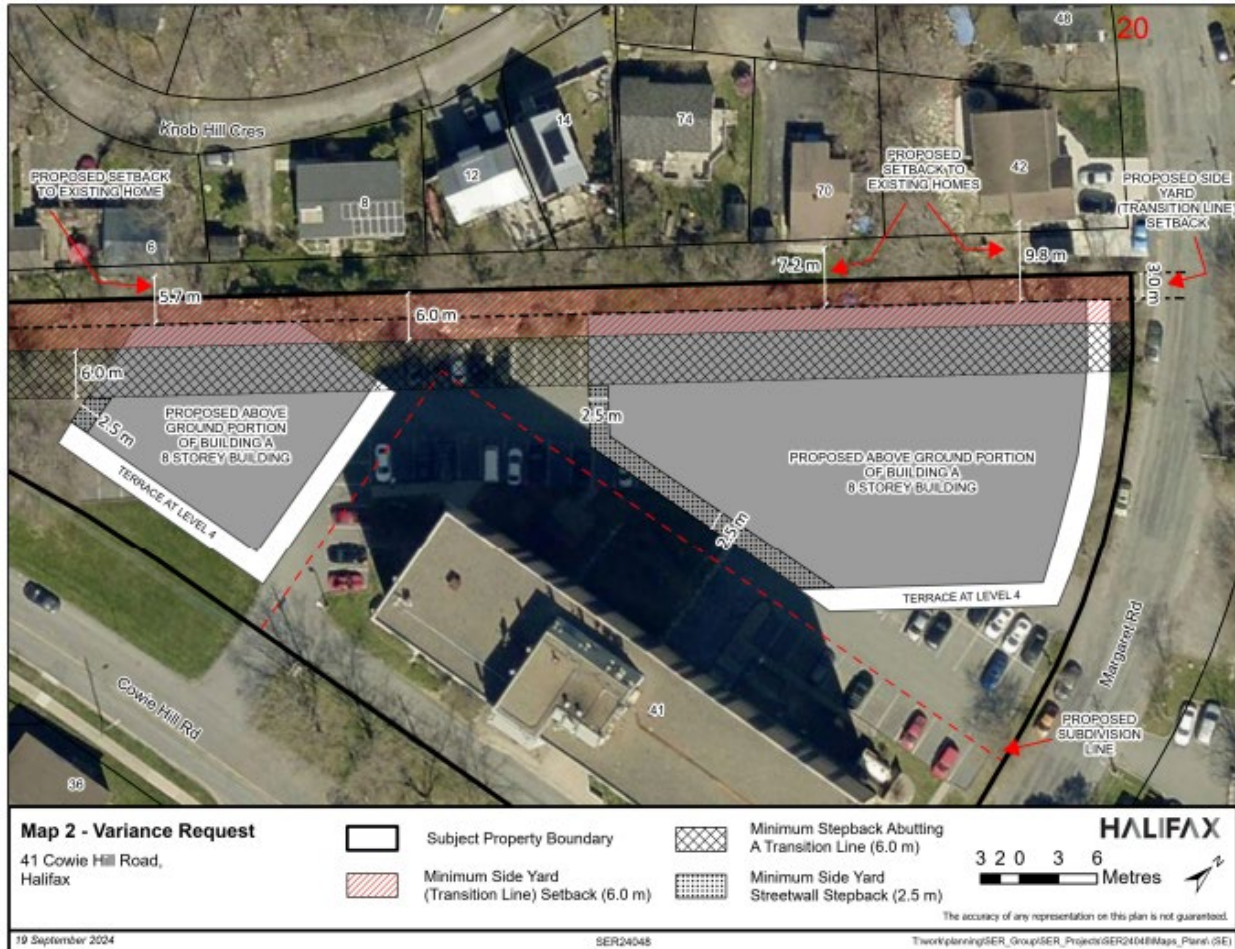 48
20
Knob Hill Cres
14
74
12
PROPOSED SETBACK
TO EXISTING HOME
PROPOSED
SETBACK TO
EXISTING HOMES
42
PROPOSED SIDE
YARD
(TRANSITION LINE)
SETBACK
8
70
6
7.2 m
9.8 m
3.0 m
5.7 m
6.0 m
6.0 m
2.5 m
PROPOSED ABOVE
GROUND PORTION
OF BUILDING A
8 STOREY BUILDING
2.5 m
PROPOSED ABOVE GROUND PORTION
OF BUILDING A
8 STOREY BUILDING
TERRACE AT LEVEL 4
2.5 m
TERRACE AT LEVEL 4
Margaret Rd
Cowie Hill Rd
41
PROPOSED
SUBDIVISION
LINE
36
Map 2 - Variance Request
41 Cowie Hill Road,
Halifax
Subject Property Boundary
Minimum Side Yard
(Transition Line) Setback (6.0 m)
Minimum Stepback Abutting
A Transition Line (6.0 m)
Minimum Side Yard
Streetwall Stepback (2.5 m)
HALIFAX
3 2 0 3 6
Metres
N
The accuracy of any representation on this plan is not guaranteed.
19 September 2024
SER24048
T:\work\planning\SER_Group\SER_Projects\SER24048\Maps_Plans\ (SE)